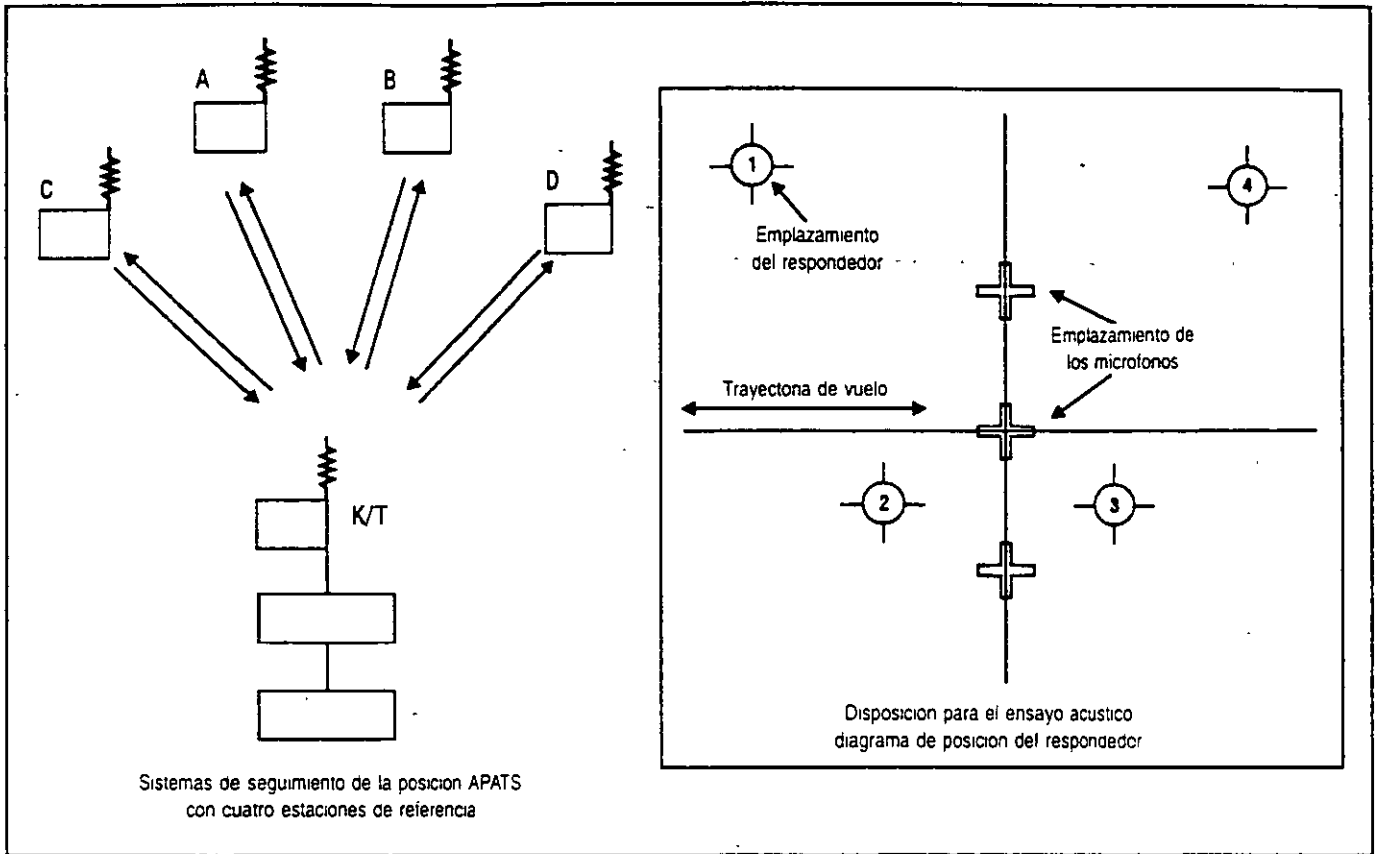 A
B
C
D
K/T
Sistemas de seguimiento de la posicion APATS
con cuatro estaciones de referencia
1
4
Emplazamiento
del respondedor
Emplazamiento de
los microfonos
Trayectona de vuelo
2
3
Disposicion para el ensayo acustico
diagrama de posicion del respondedor